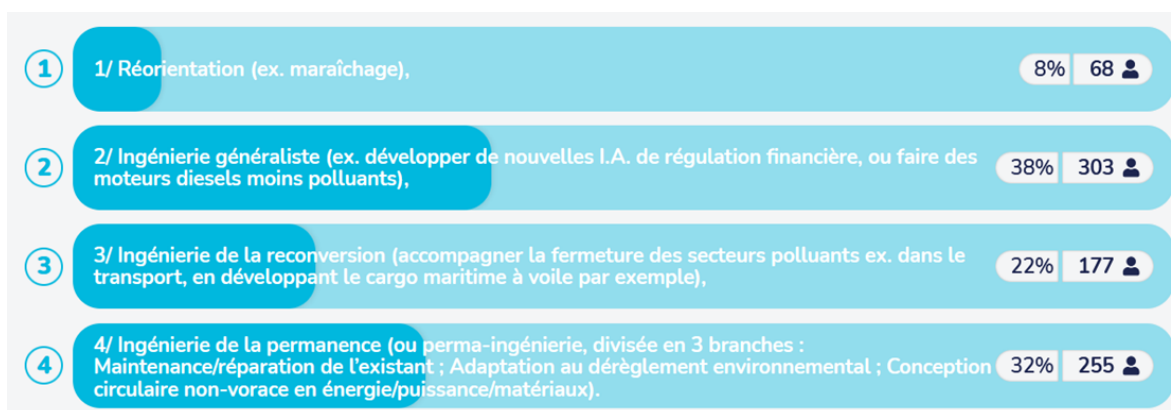 1
1/ Réorientation (ex. maraîchage),
8% 68
2
2/ Ingénierie généraliste (ex. développer de nouvelles I.A. de régulation financière, ou faire des
moteurs diesels moins polluants),
38% 303
3
3/ Ingénierie de la reconversion (accompagner la fermeture des secteurs polluants ex. dans le
transport, en développant le cargo maritime à voile par exemple),
22% 177
4
4/ Ingénierie de la permanence (ou perma-ingénierie, divisée en 3 branches :
Maintenance/réparation de l'existant ; Adaptation au dérèglement environnemental ; Conception
circulaire non-vorace en énergie/puissance/matériaux).
32% 255